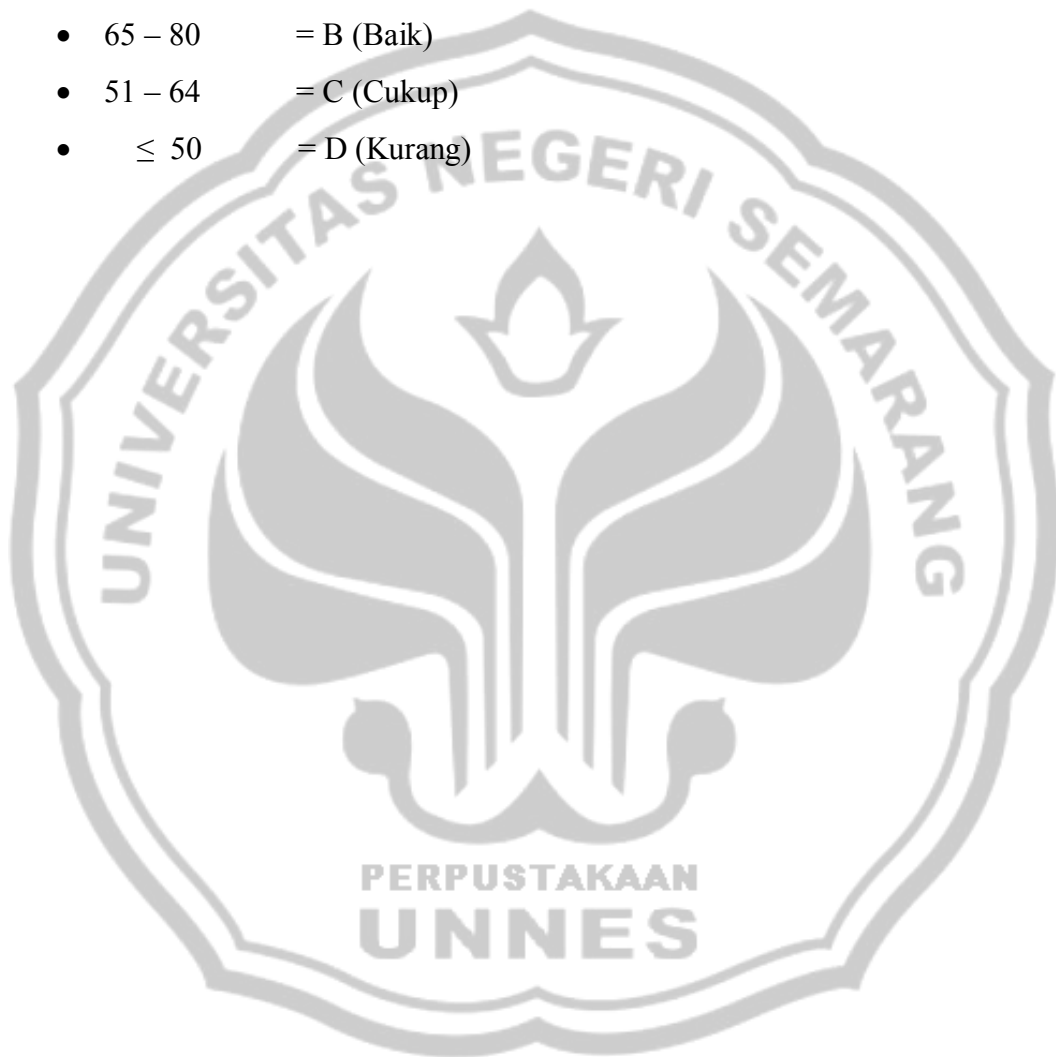 • 65 – 80 = B (Baik)
• 51 – 64 = C (Cukup)
• ≤ 50 = D (Kurang)
UNIVERSITAS NEGERI SEMARANG
PERPUSTAKAAN
UNNES